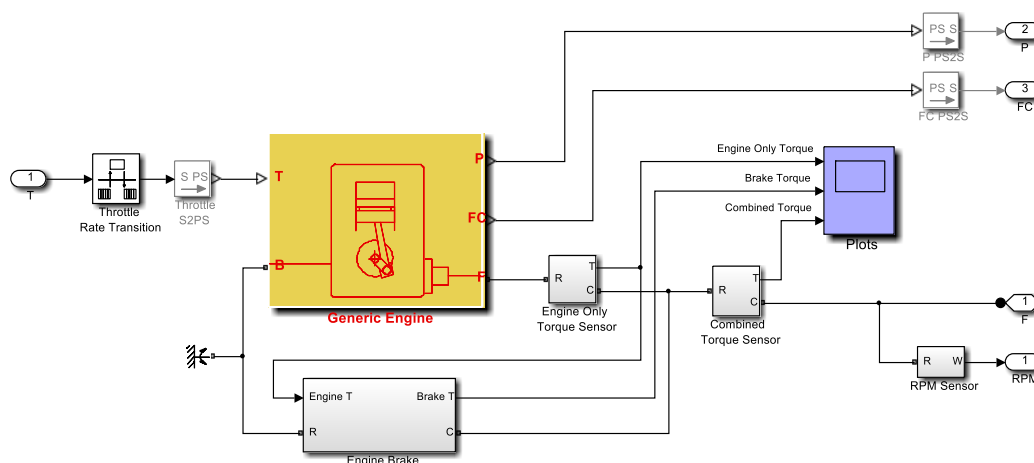 PS S
2
P PS2S
P
PS S
3
FC PS2S
FC
Engine Only Torque
P
1
T
S PS
T
Brake Torque
T
Throttle
Rate Transition
Throttle
S2PS
Combined Torque
FC
Plots
B
F
R
T
C
R
T
C
Generic Engine
Engine Only
Torque Sensor
Combined
Torque Sensor
1
F
R
W
1
RPM Sensor
RPM
Engine T
Brake T
R
C
Engine Brake